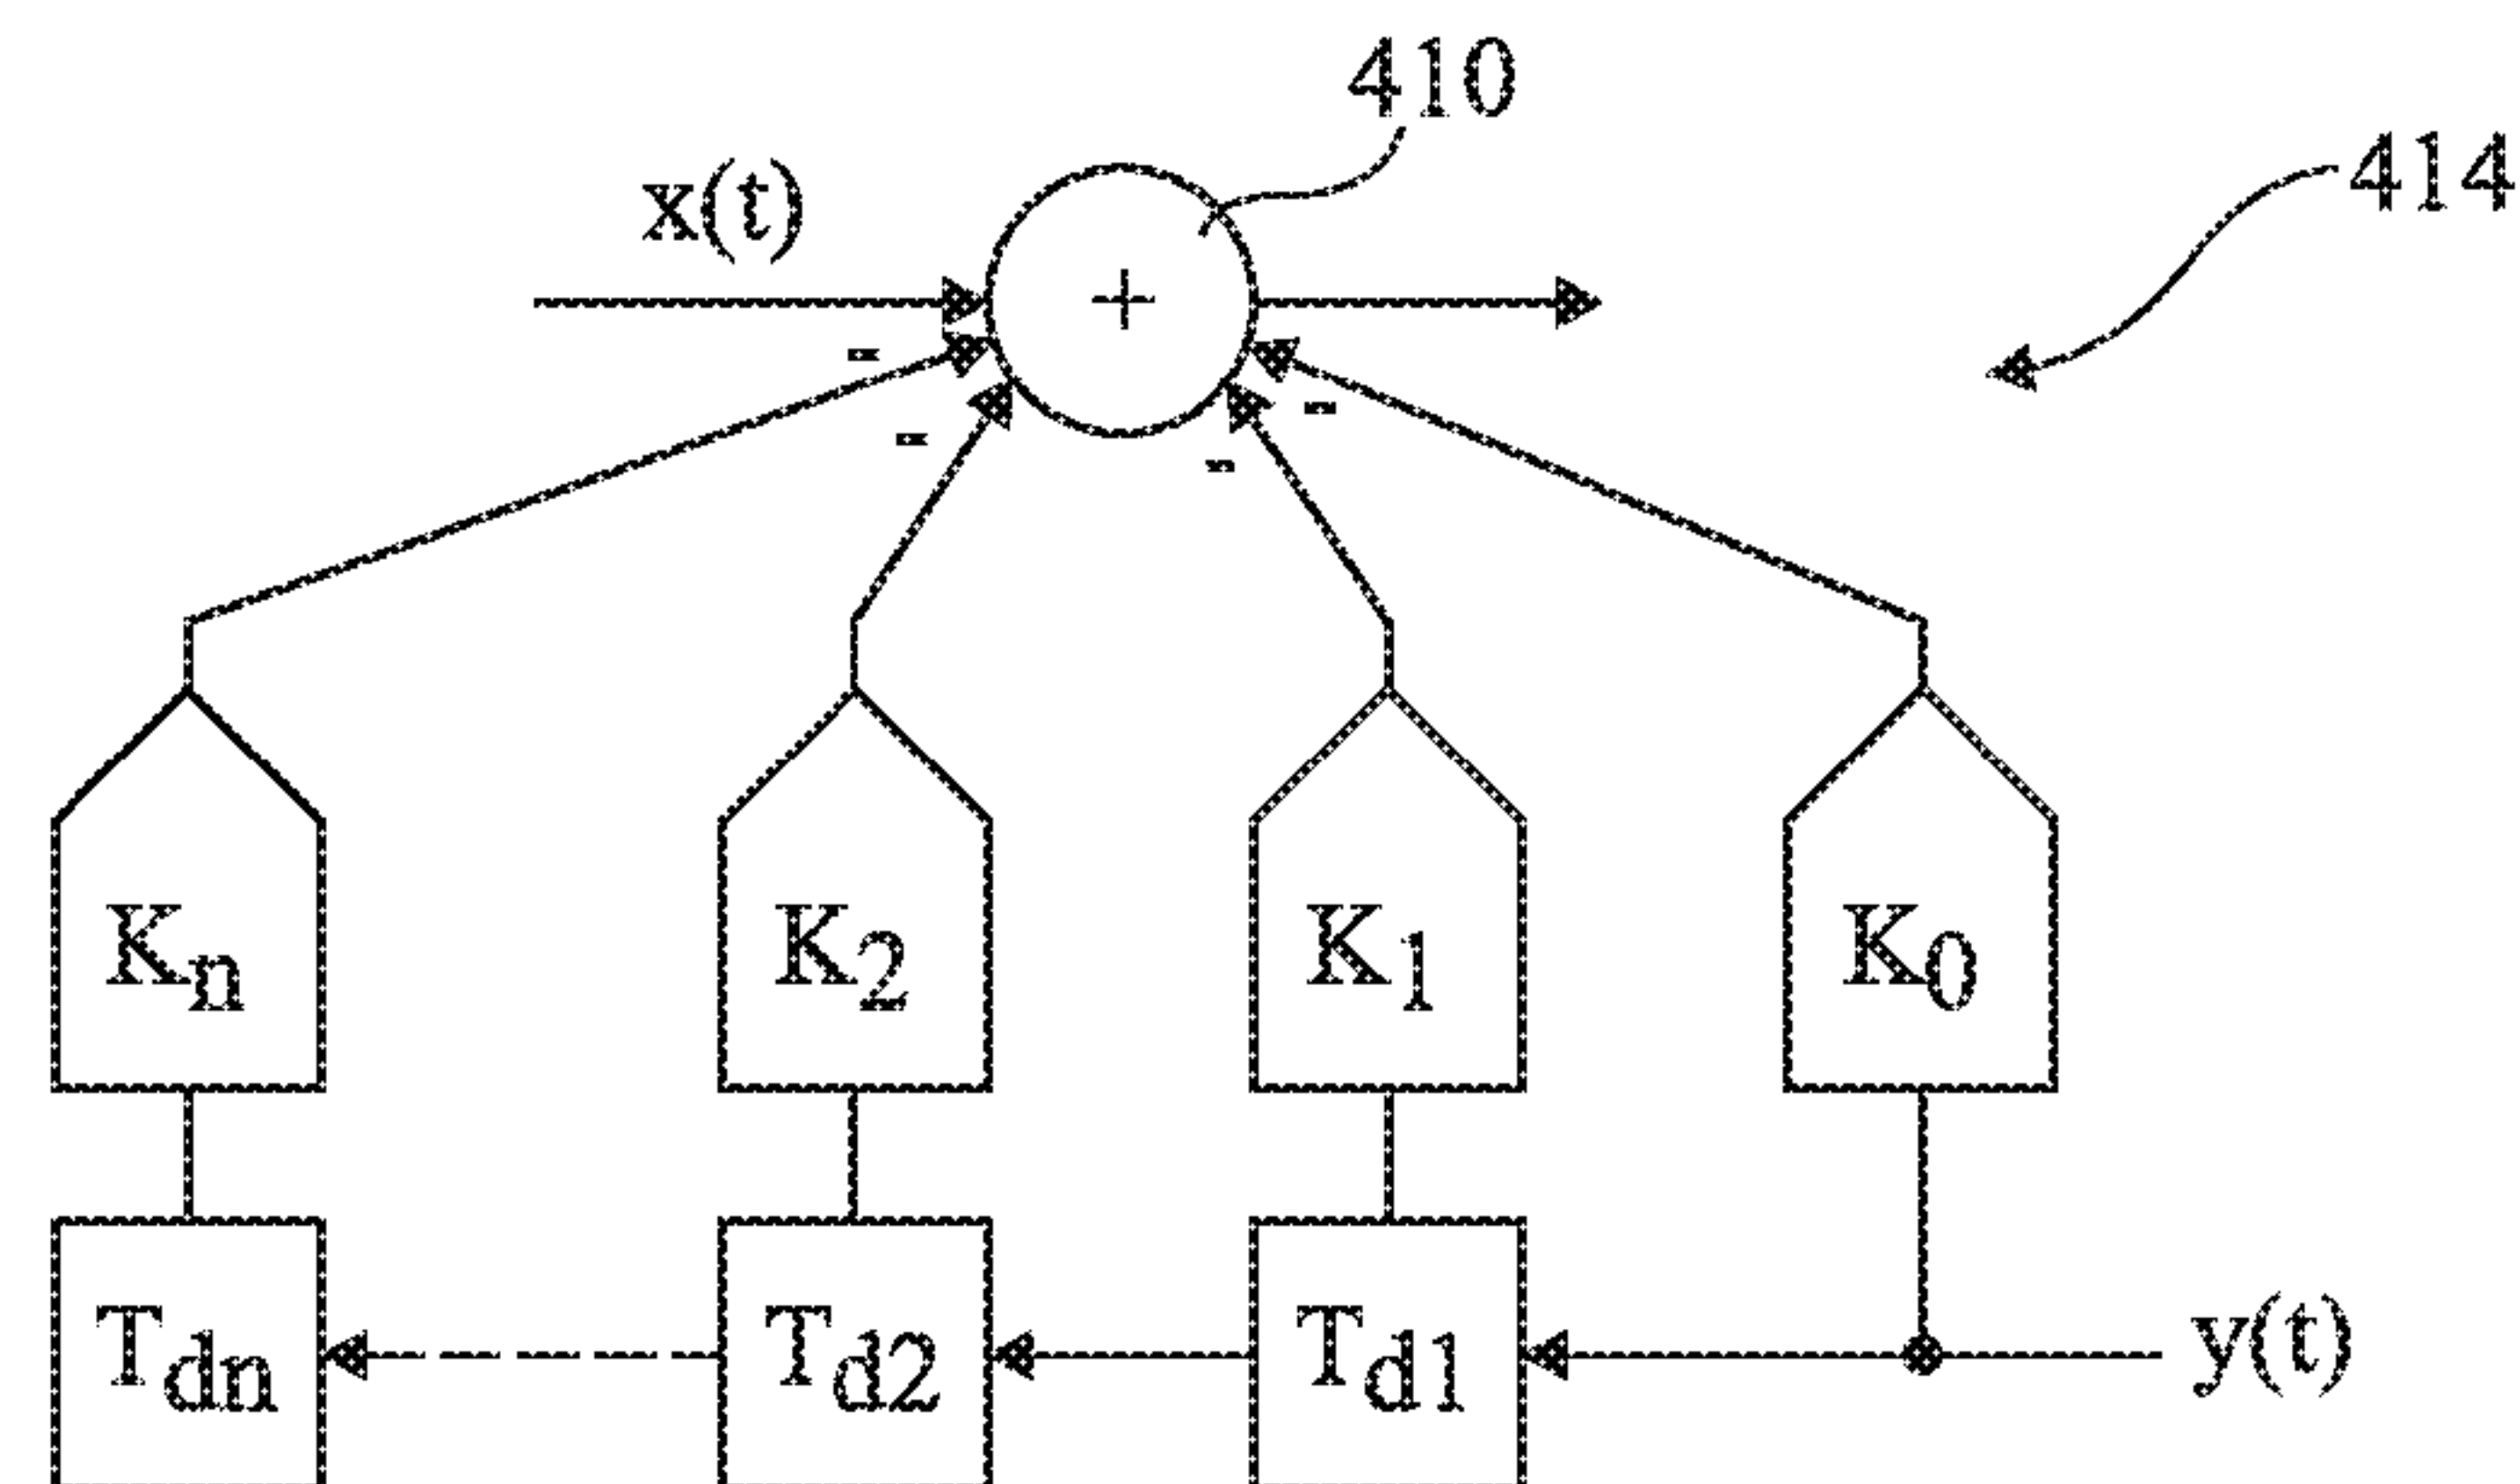 410
414
x(t)
+
-
-
-
-
Kn
K2
K1
K0
Tdn
Td2
Td1
y(t)